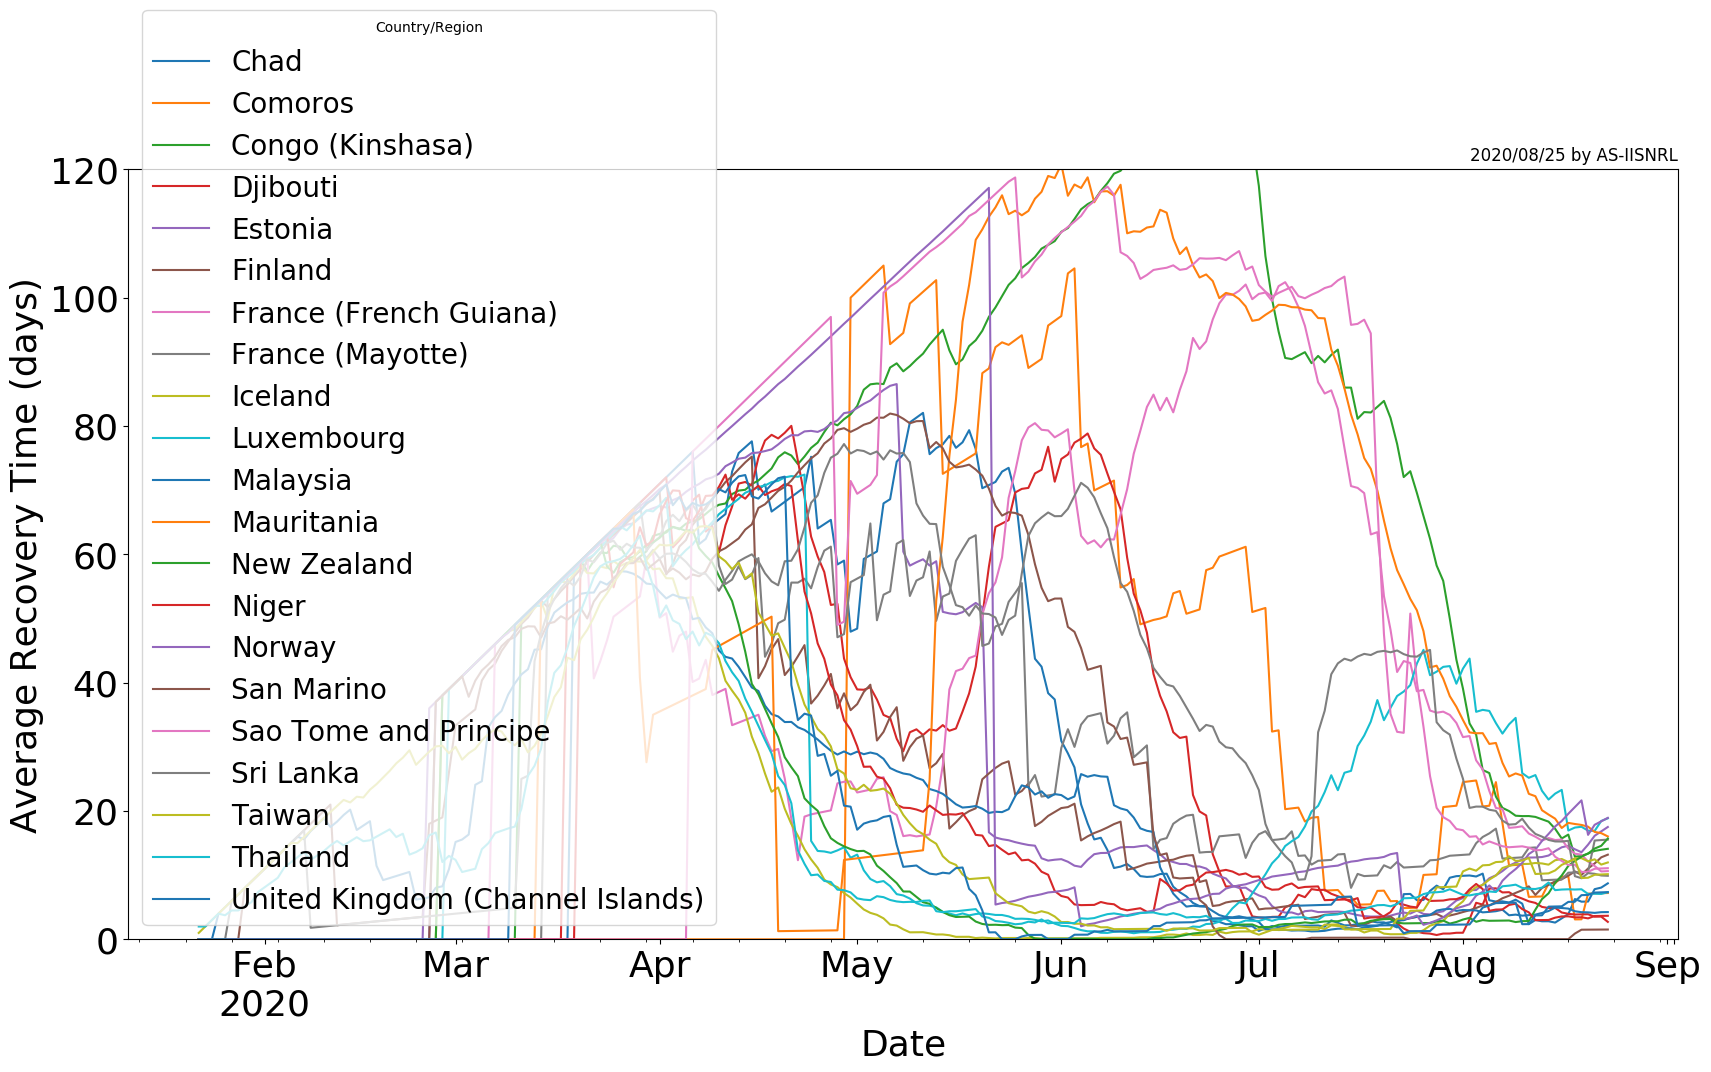 Country/Region
Chad
Comoros
Congo (Kinshasa)
Djibouti
Estonia
Finland
France (French Guiana)
France (Mayotte)
Iceland
Luxembourg
Malaysia
Mauritania
New Zealand
Niger
Norway
San Marino
Sao Tome and Principe
Sri Lanka
Taiwan
Thailand
United Kingdom (Channel Islands)
2020/08/25 by AS-IISNRL
120
100
80
60
40
20
0
Average Recovery Time (days)
Feb Mar Apr May Jun Jul Aug Sep
2020
Date